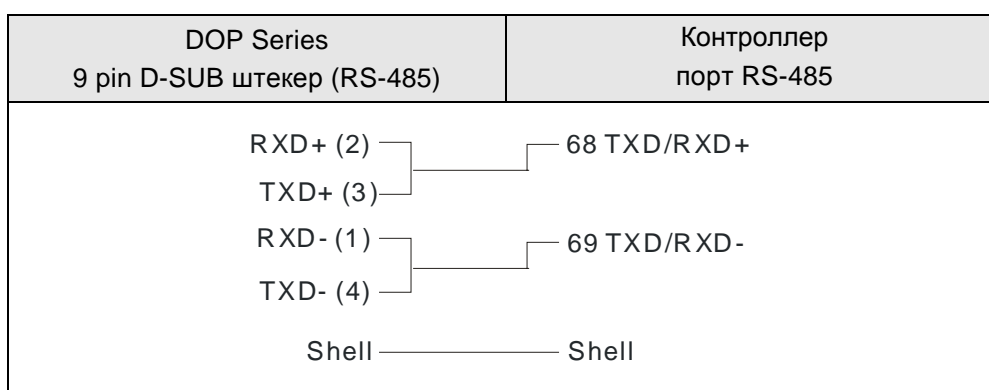 DOP Series
9 pin D-SUB штекер (RS-485)
Контроллер
порт RS-485
RXD+ (2)
68 TXD/RXD+
TXD+ (3)
RXD- (1)
69 TXD/RXD-
TXD- (4)
Shell
Shell